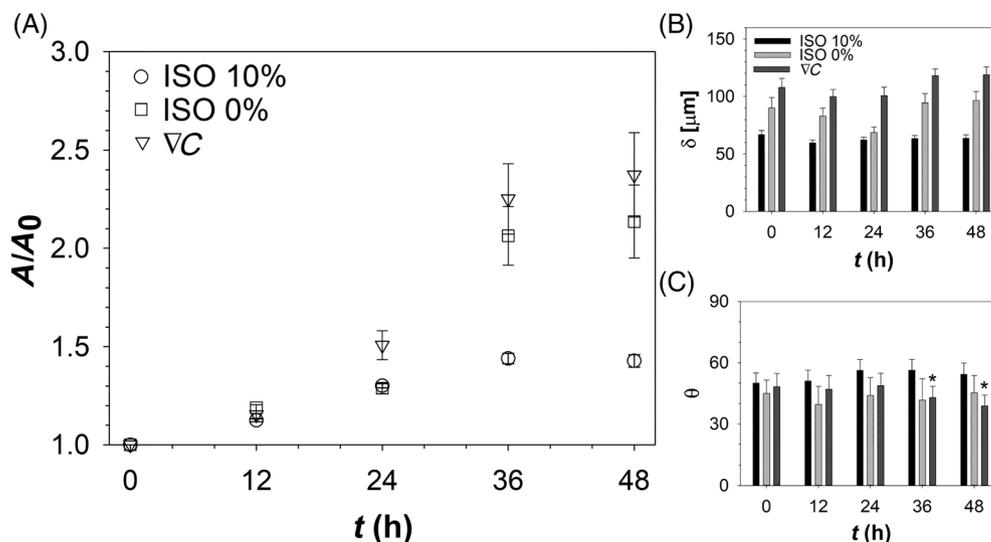 (A)
3.0
2.5
2.0
1.5
1.0
A/A0
ISO 10%
ISO 0%
∇C
0 12 24 36 48
t (h)
(B)
150
100
50
0
δ [µm]
ISO 10%
ISO 0%
∇C
0 12 24 36 48
t (h)
(C)
90
60
30
0
θ
* *
0 12 24 36 48
t (h)